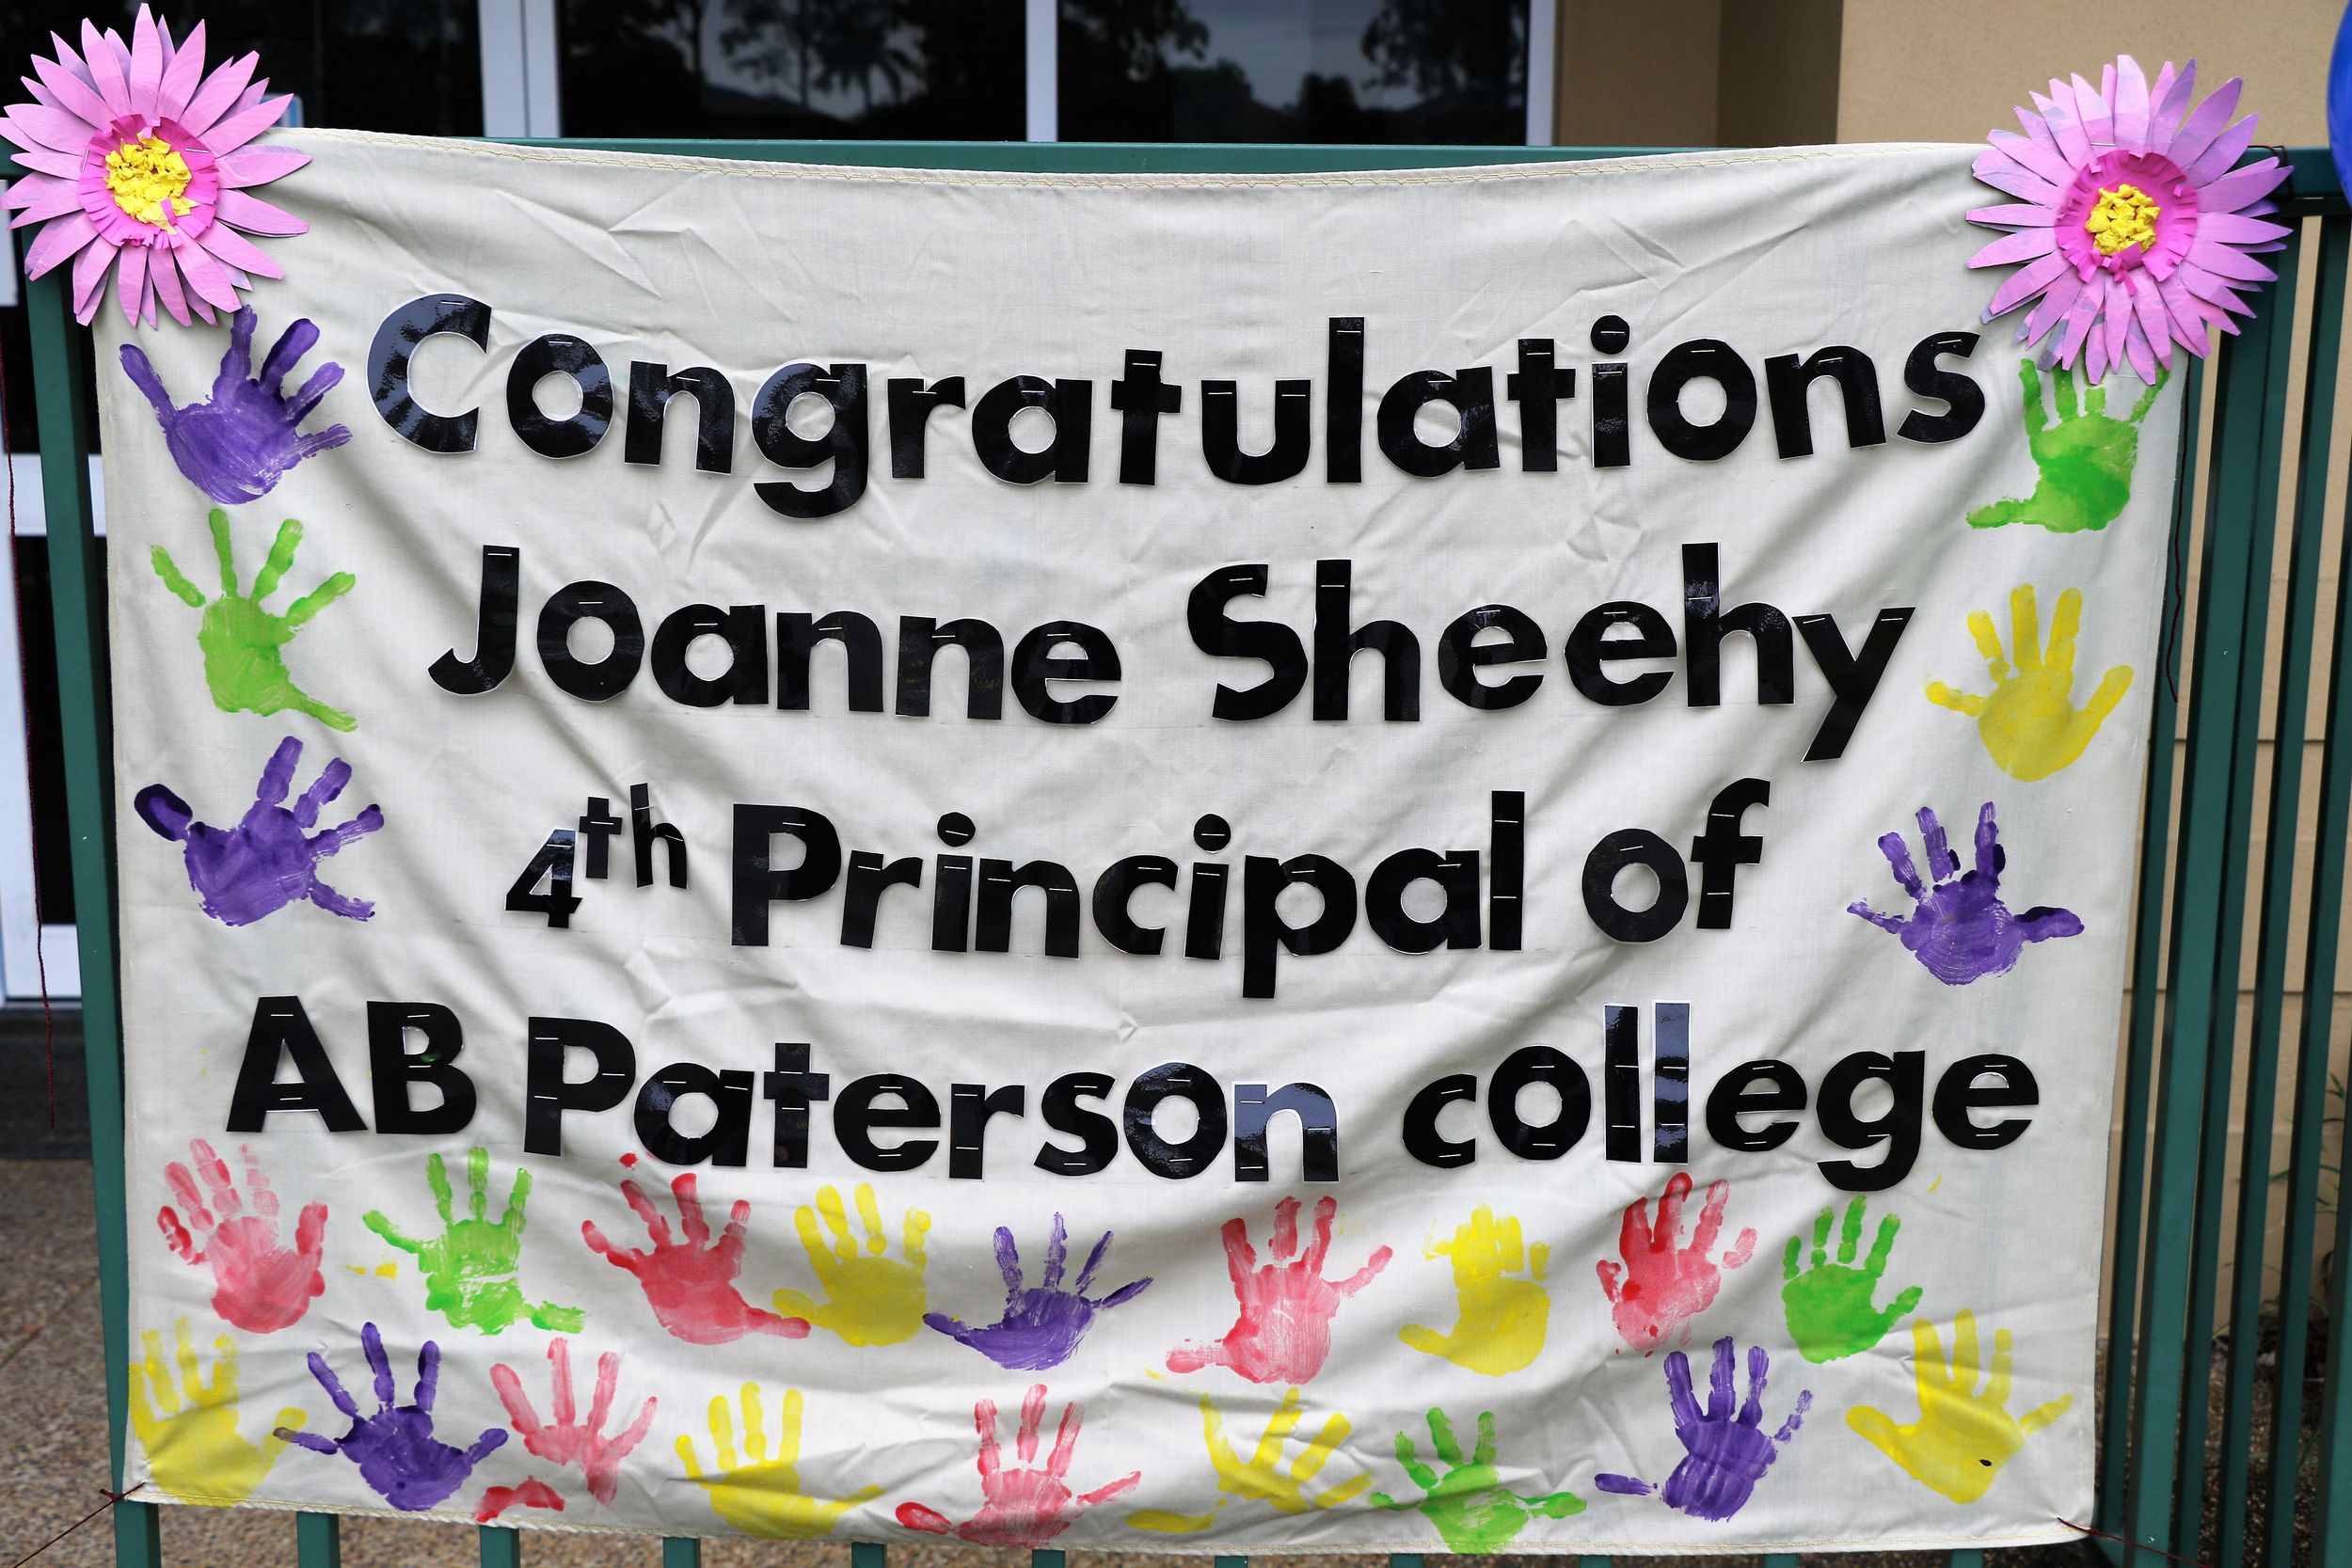 Congratulations
Joanne Sheehy
4th Principal of
AB Paterson college